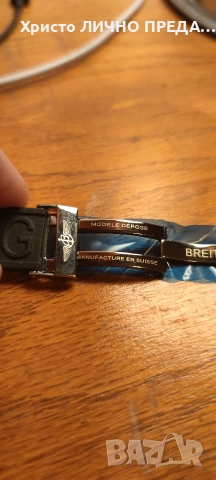 Христо ЛИЧНО ПРЕДА...
MODELE DEPOSE
G
BREIT
MANUFACTURE EN SUISSE
bazar.bg